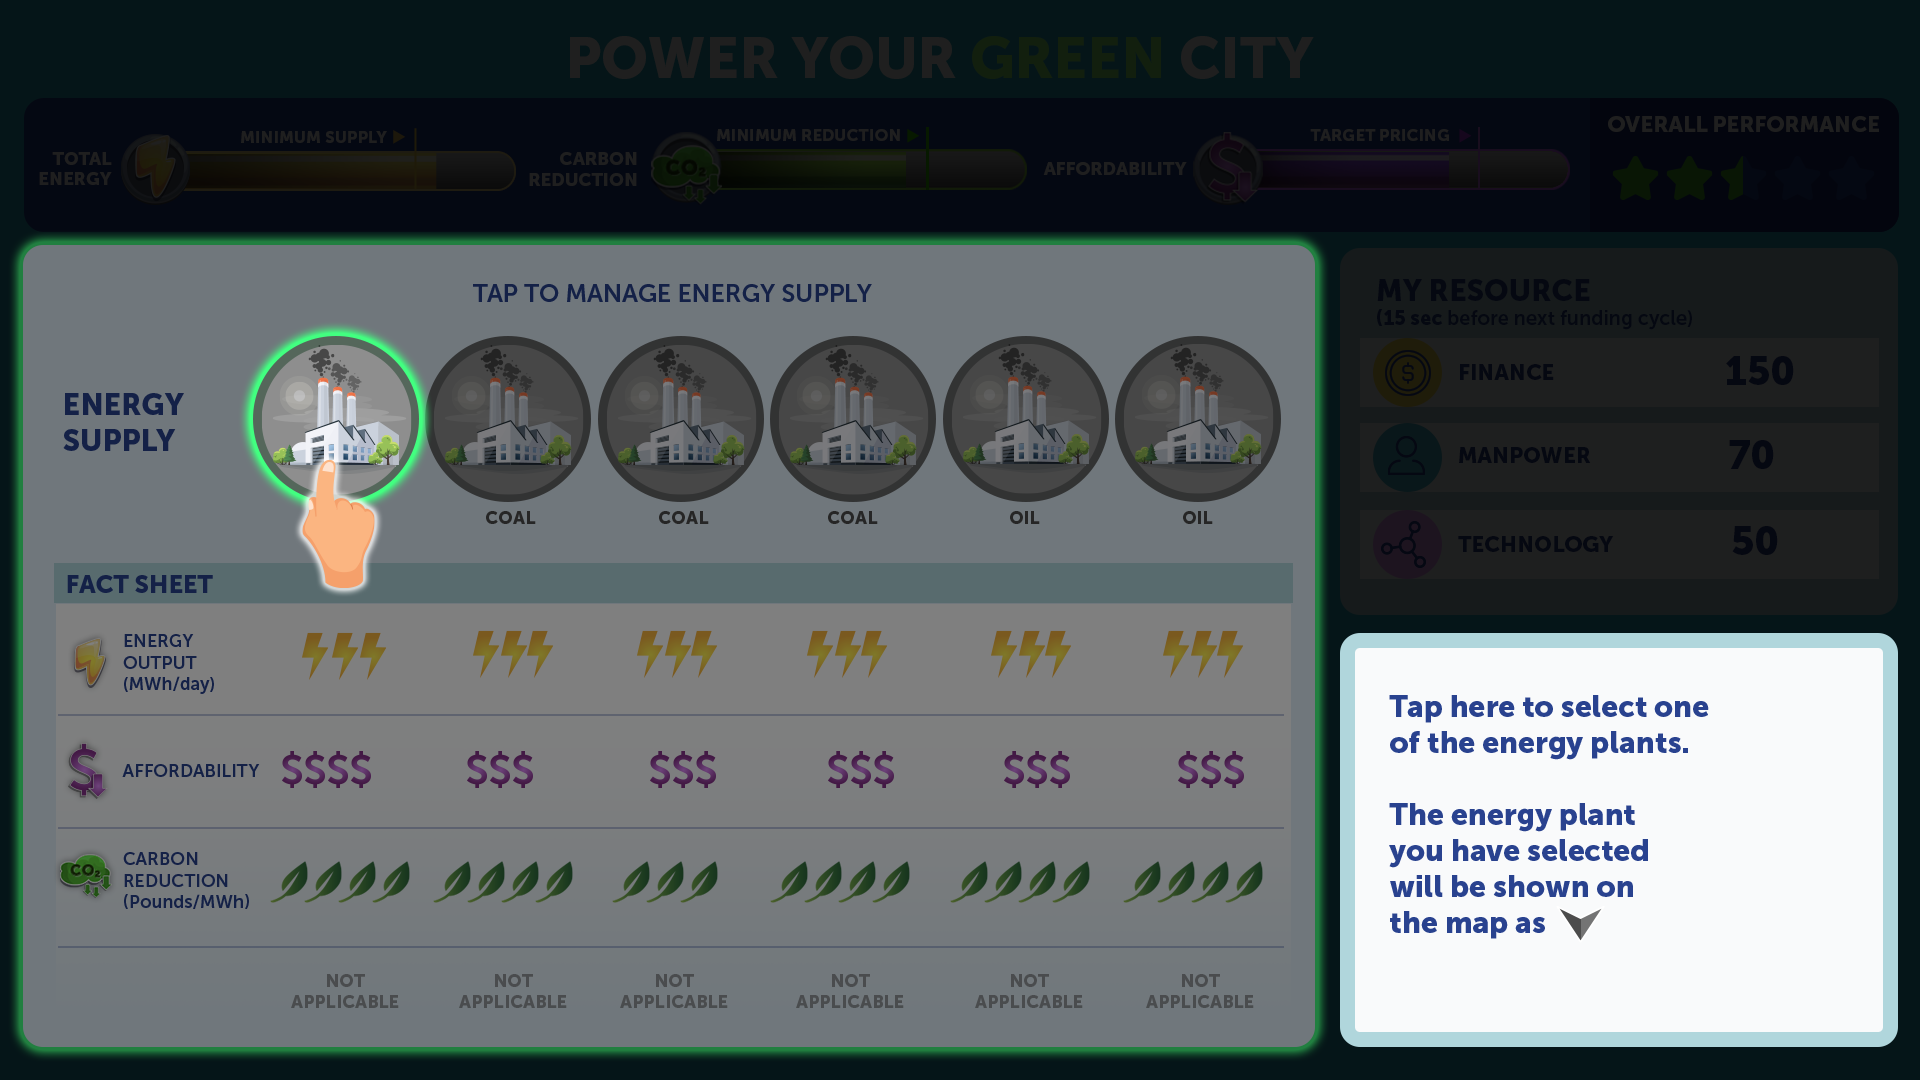 POWER YOUR GREEN CITY
TOTAL
ENERGY
MINIMUM SUPPLY
CARBON
REDUCTION
CO₂
MINIMUM REDUCTION
AFFORDABILITY
$
TARGET PRICING
OVERALL PERFORMANCE
TAP TO MANAGE ENERGY SUPPLY
ENERGY
SUPPLY
COAL
COAL
COAL
OIL
OIL
FACT SHEET
ENERGY
OUTPUT
(MWh/day)
$
AFFORDABILITY
$$$$
$$$
$$$
$$$
$$$
$$$
CO₂
CARBON
REDUCTION
(Pounds/MWh)
NOT
APPLICABLE
NOT
APPLICABLE
NOT
APPLICABLE
NOT
APPLICABLE
NOT
APPLICABLE
NOT
APPLICABLE
MY RESOURCE
(15 sec before next funding cycle)
$
FINANCE
150
MANPOWER
70
TECHNOLOGY
50
Tap here to select one
of the energy plants.
The energy plant
you have selected
will be shown on
the map as